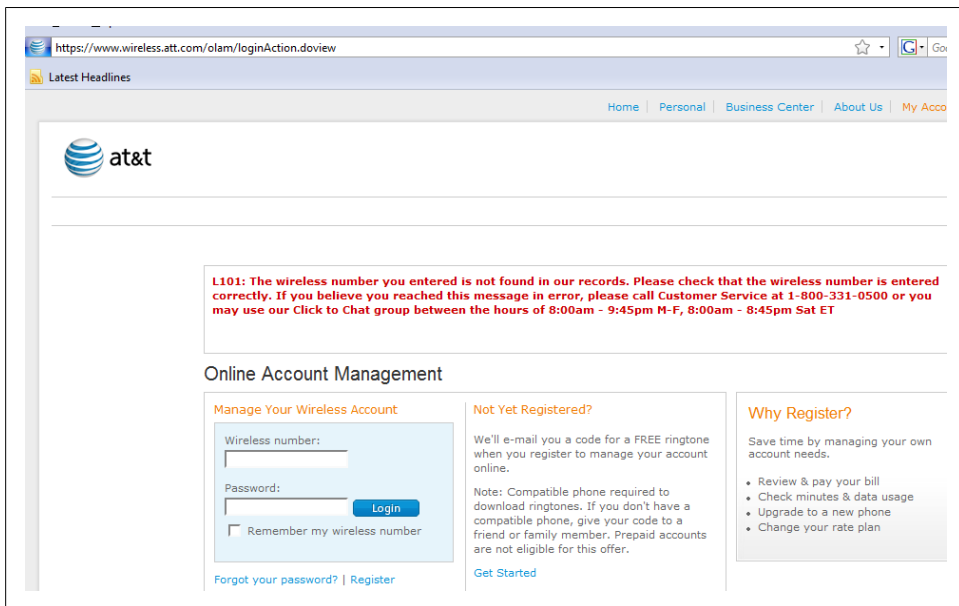 https://www.wireless.att.com/olam/loginAction.doview
G
Latest Headlines
Home | Personal | Business Center | About Us | My Acco
at&t
L101: The wireless number you entered is not found in our records. Please check that the wireless number is entered
correctly. If you believe you reached this message in error, please call Customer Service at 1-800-331-0500 or you
may use our Click to Chat group between the hours of 8:00am - 9:45pm M-F, 8:00am - 8:45pm Sat ET
Online Account Management
Manage Your Wireless Account
Wireless number:
Password:
Login
Remember my wireless number
Forgot your password? | Register
Not Yet Registered?
We'll e-mail you a code for a FREE ringtone
when you register to manage your account
online.
Note: Compatible phone required to
download ringtones. If you don't have a
compatible phone, give your code to a
friend or family member. Prepaid accounts
are not eligible for this offer.
Get Started
Why Register?
Save time by managing your own
account needs.
• Review & pay your bill
• Check minutes & data usage
• Upgrade to a new phone
• Change your rate plan